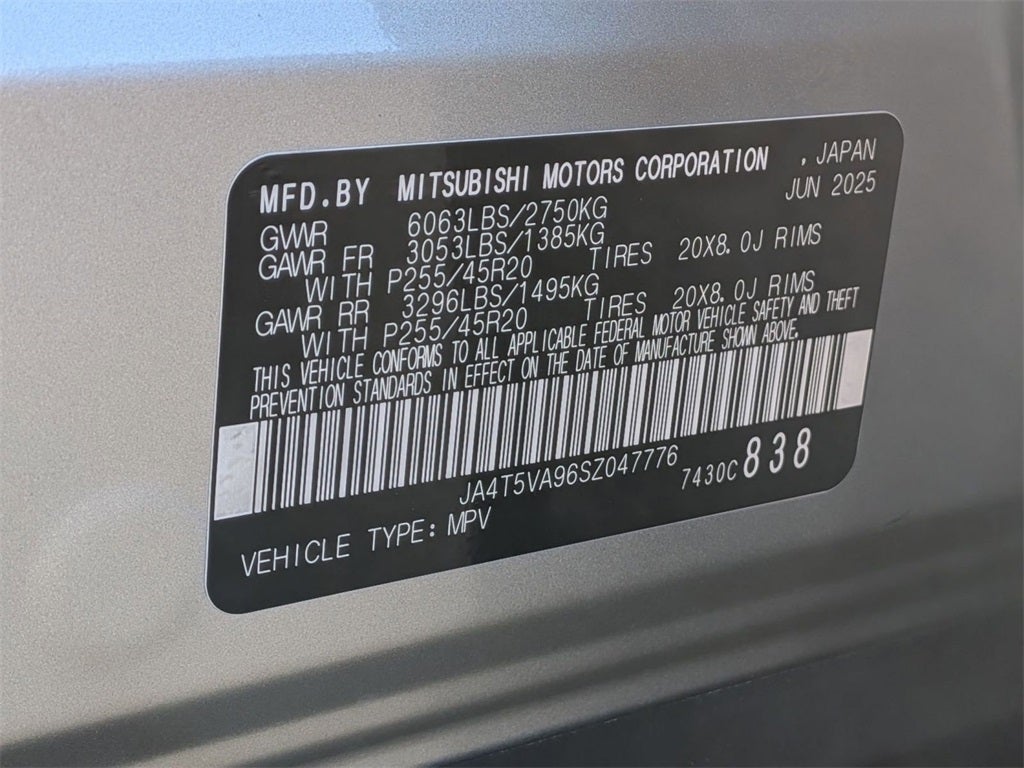 MFD.BY MITSUBISHI MOTORS CORPORATION . JAPAN
JUN 2025
GVWR 6063LBS/2750KG
GAWR FR 3053LBS/1385KG
WITH P255/45R20 TIRES 20X8.0J RIMS
GAWR RR 3296LBS/1495KG
WITH P255/45R20 TIRES 20X8.0J RIMS
THIS VEHICLE CONFORMS TO ALL APPLICABLE FEDERAL MOTOR VEHICLE SAFETY AND THEFT
PREVENTION STANDARDS IN EFFECT ON THE DATE OF MANUFACTURE SHOWN ABOVE.
JA4T5VA96SZ047776 7430C 838
VEHICLE TYPE: MPV